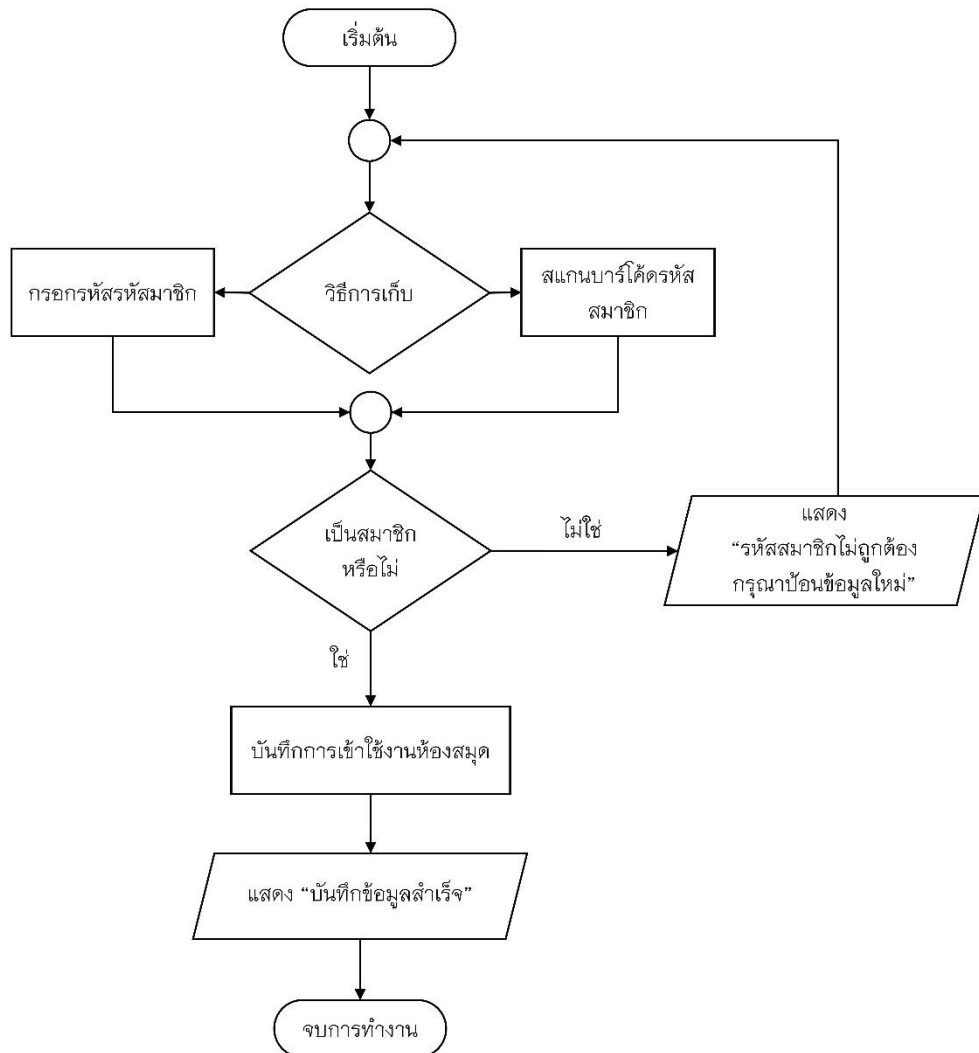 เริ่มต้น
วิธีการเก็บ
กรอกรหัสรหัสมาชิก
สแกนบาร์โค้ดรหัส
สมาชิก
เป็นสมาชิก
หรือไม่
ไม่ใช่
แสดง
“รหัสสมาชิกไม่ถูกต้อง
กรุณาป้อนข้อมูลใหม่”
ใช่
บันทึกการเข้าใช้งานห้องสมุด
แสดง “บันทึกข้อมูลสำเร็จ”
จบการทำงาน